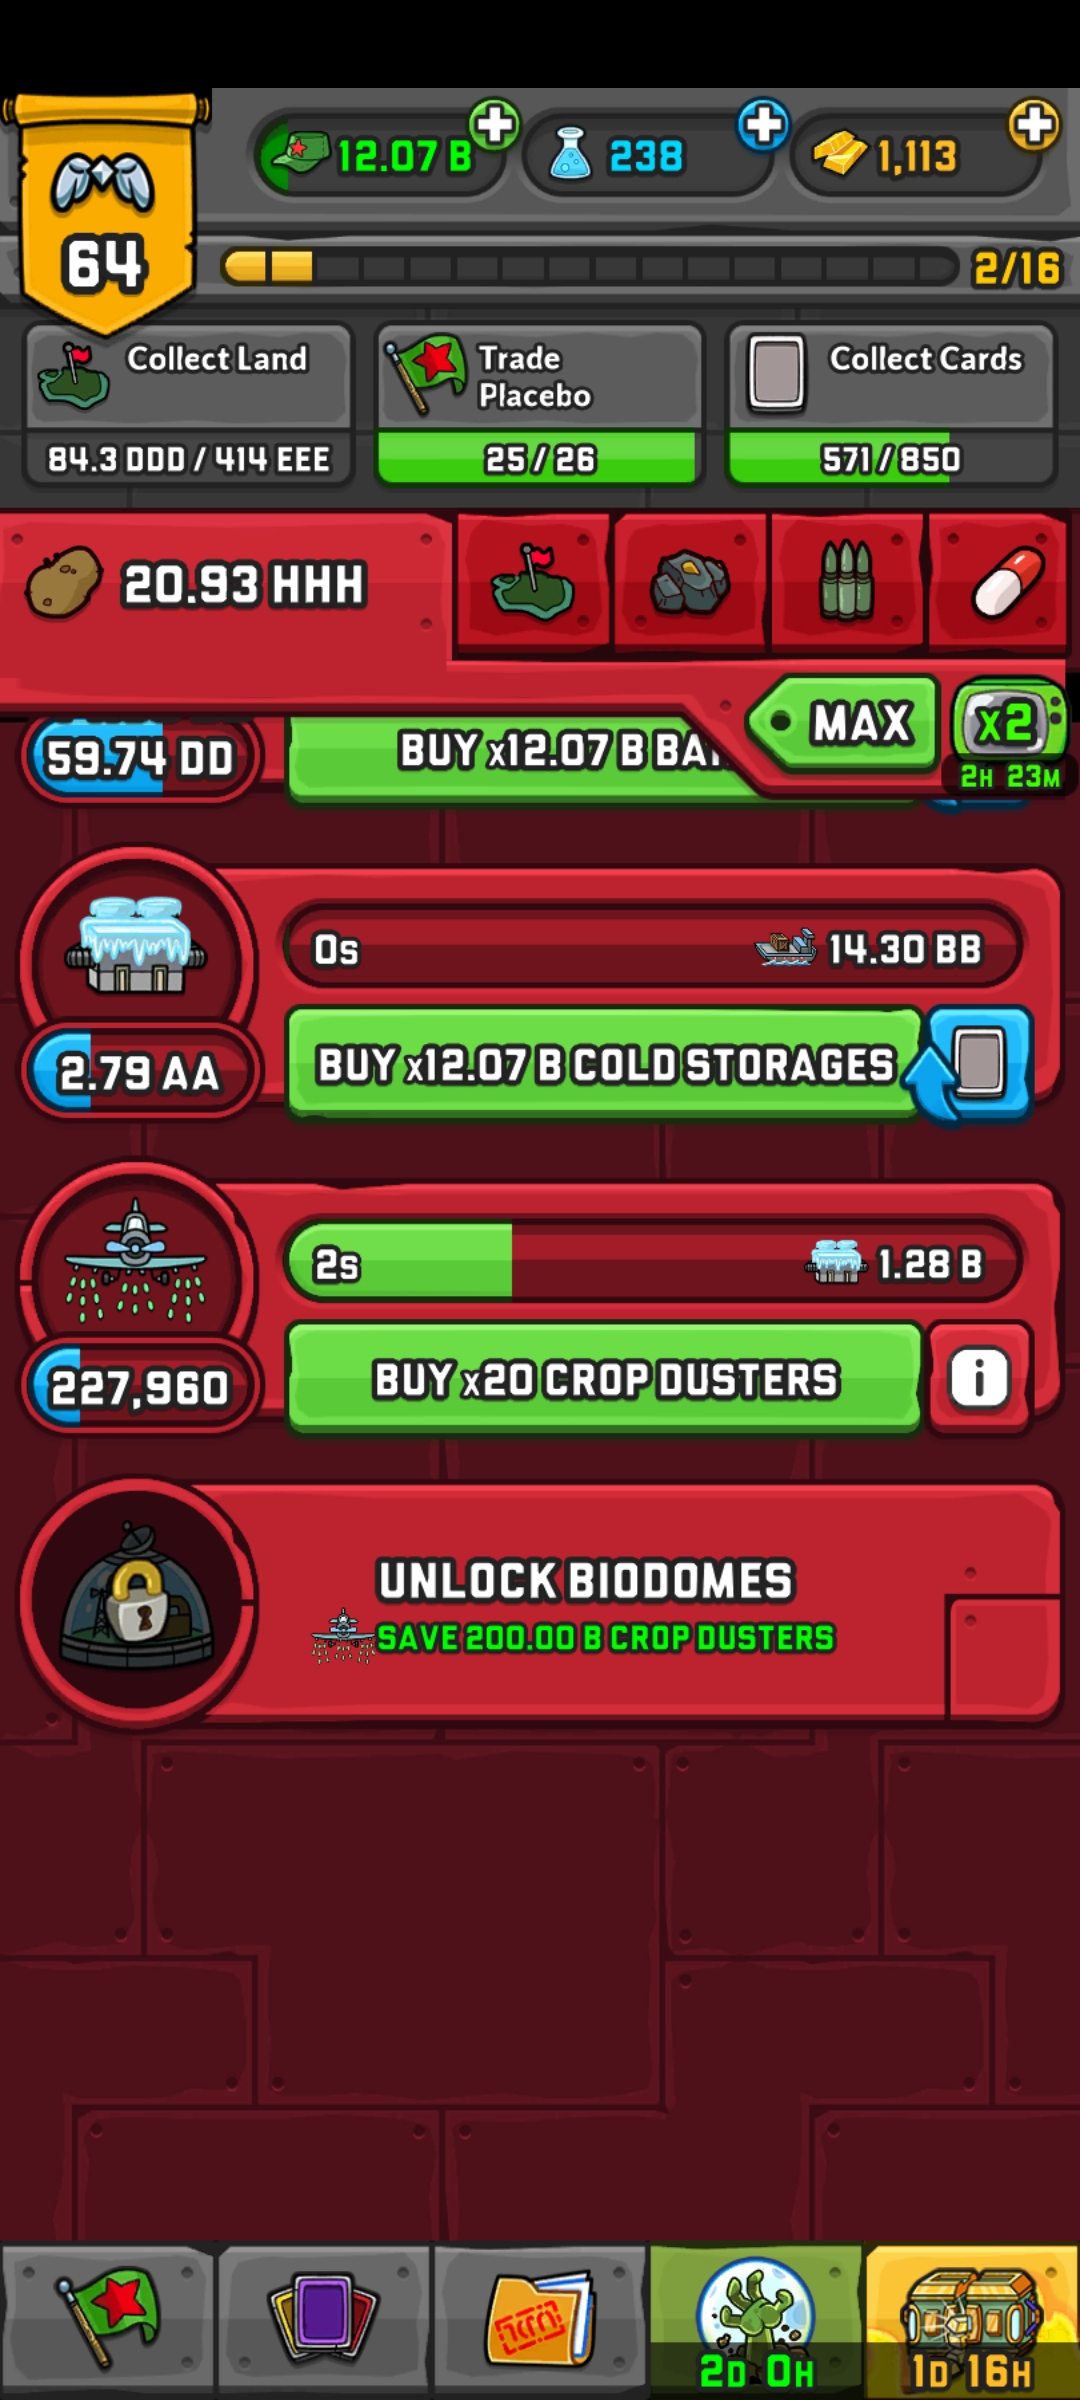 12.07 B
238
1,113
64
2/16
Collect Land
84.3 DDD / 414 EEE
Trade
Placebo
25 / 26
Collect Cards
571 / 850
20.93 HHH
MAX
x2
2H 23M
59.74 DD
BUY x12.07 B
0s
14.30 BB
2.79 AA
BUY x12.07 B COLD STORAGES
2s
1.28 B
227,960
BUY x20 CROP DUSTERS
i
UNLOCK BIODOMES
SAVE 200.00 B CROP DUSTERS
2D 0H
1D 16H